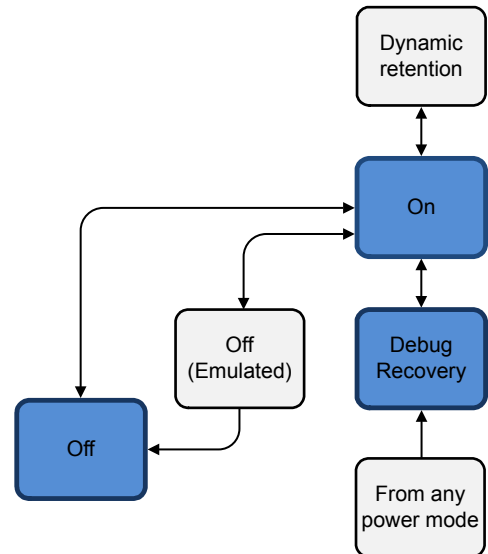 Dynamic
retention
On
Off
(Emulated)
Debug
Recovery
Off
From any
power mode